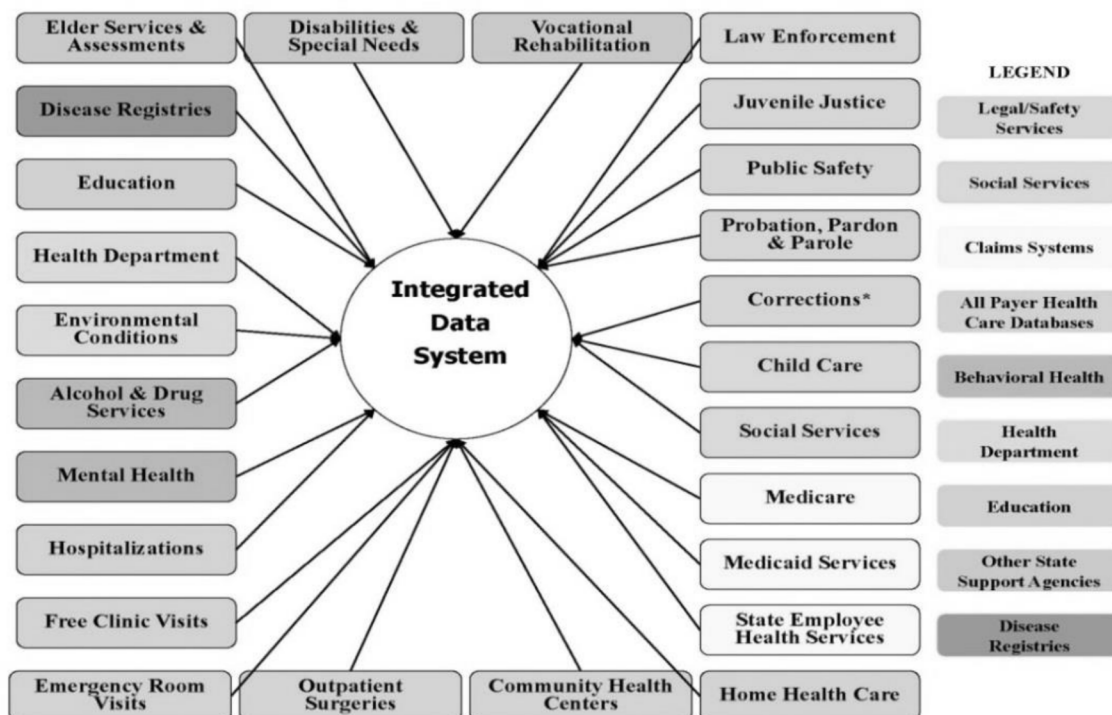 Elder Services &
Assessments
Disabilities &
Special Needs
Vocational
Rehabilitation
Law Enforcement
Disease Registries
Education
Health Department
Environmental
Conditions
Alcohol & Drug
Services
Mental Health
Hospitalizations
Free Clinic Visits
Emergency Room
Visits
Outpatient
Surgeries
Community Health
Centers
Home Health Care
Integrated
Data
System
Juvenile Justice
Public Safety
Probation, Pardon
& Parole
Corrections*
Child Care
Social Services
Medicare
Medicaid Services
State Employee
Health Services
LEGEND
Legal/Safety
Services
Social Services
Claims Systems
All Payer Health
Care Databases
Behavioral Health
Health
Department
Education
Other State
Support Agencies
Disease
Registries